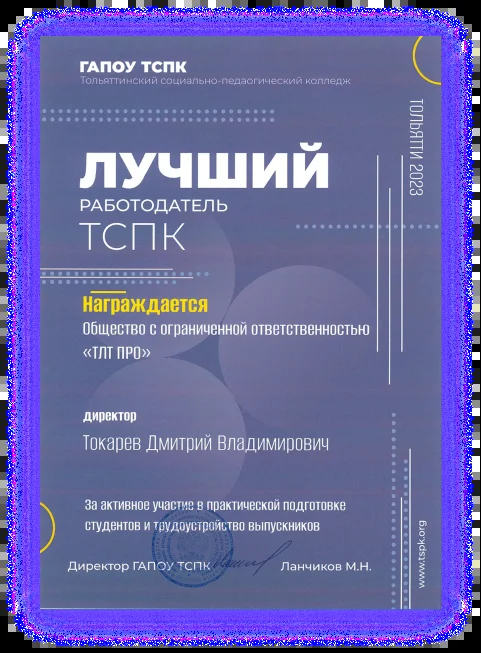 ГАПОУ ТСПК
Тольяттинский социально-педагогический колледж
ТОЛЬЯТТИ 2023
ЛУЧШИЙ
РАБОТОДАТЕЛЬ
ТСПК
Награждается
Общество с ограниченной ответственностью
«ТЛТ ПРО»
директор
Токарев Дмитрий Владимирович
За активное участие в практической подготовке
студентов и трудоустройство выпускников
Директор ГАПОУ ТСПК Ланчиков М.Н.
www.tspk.org